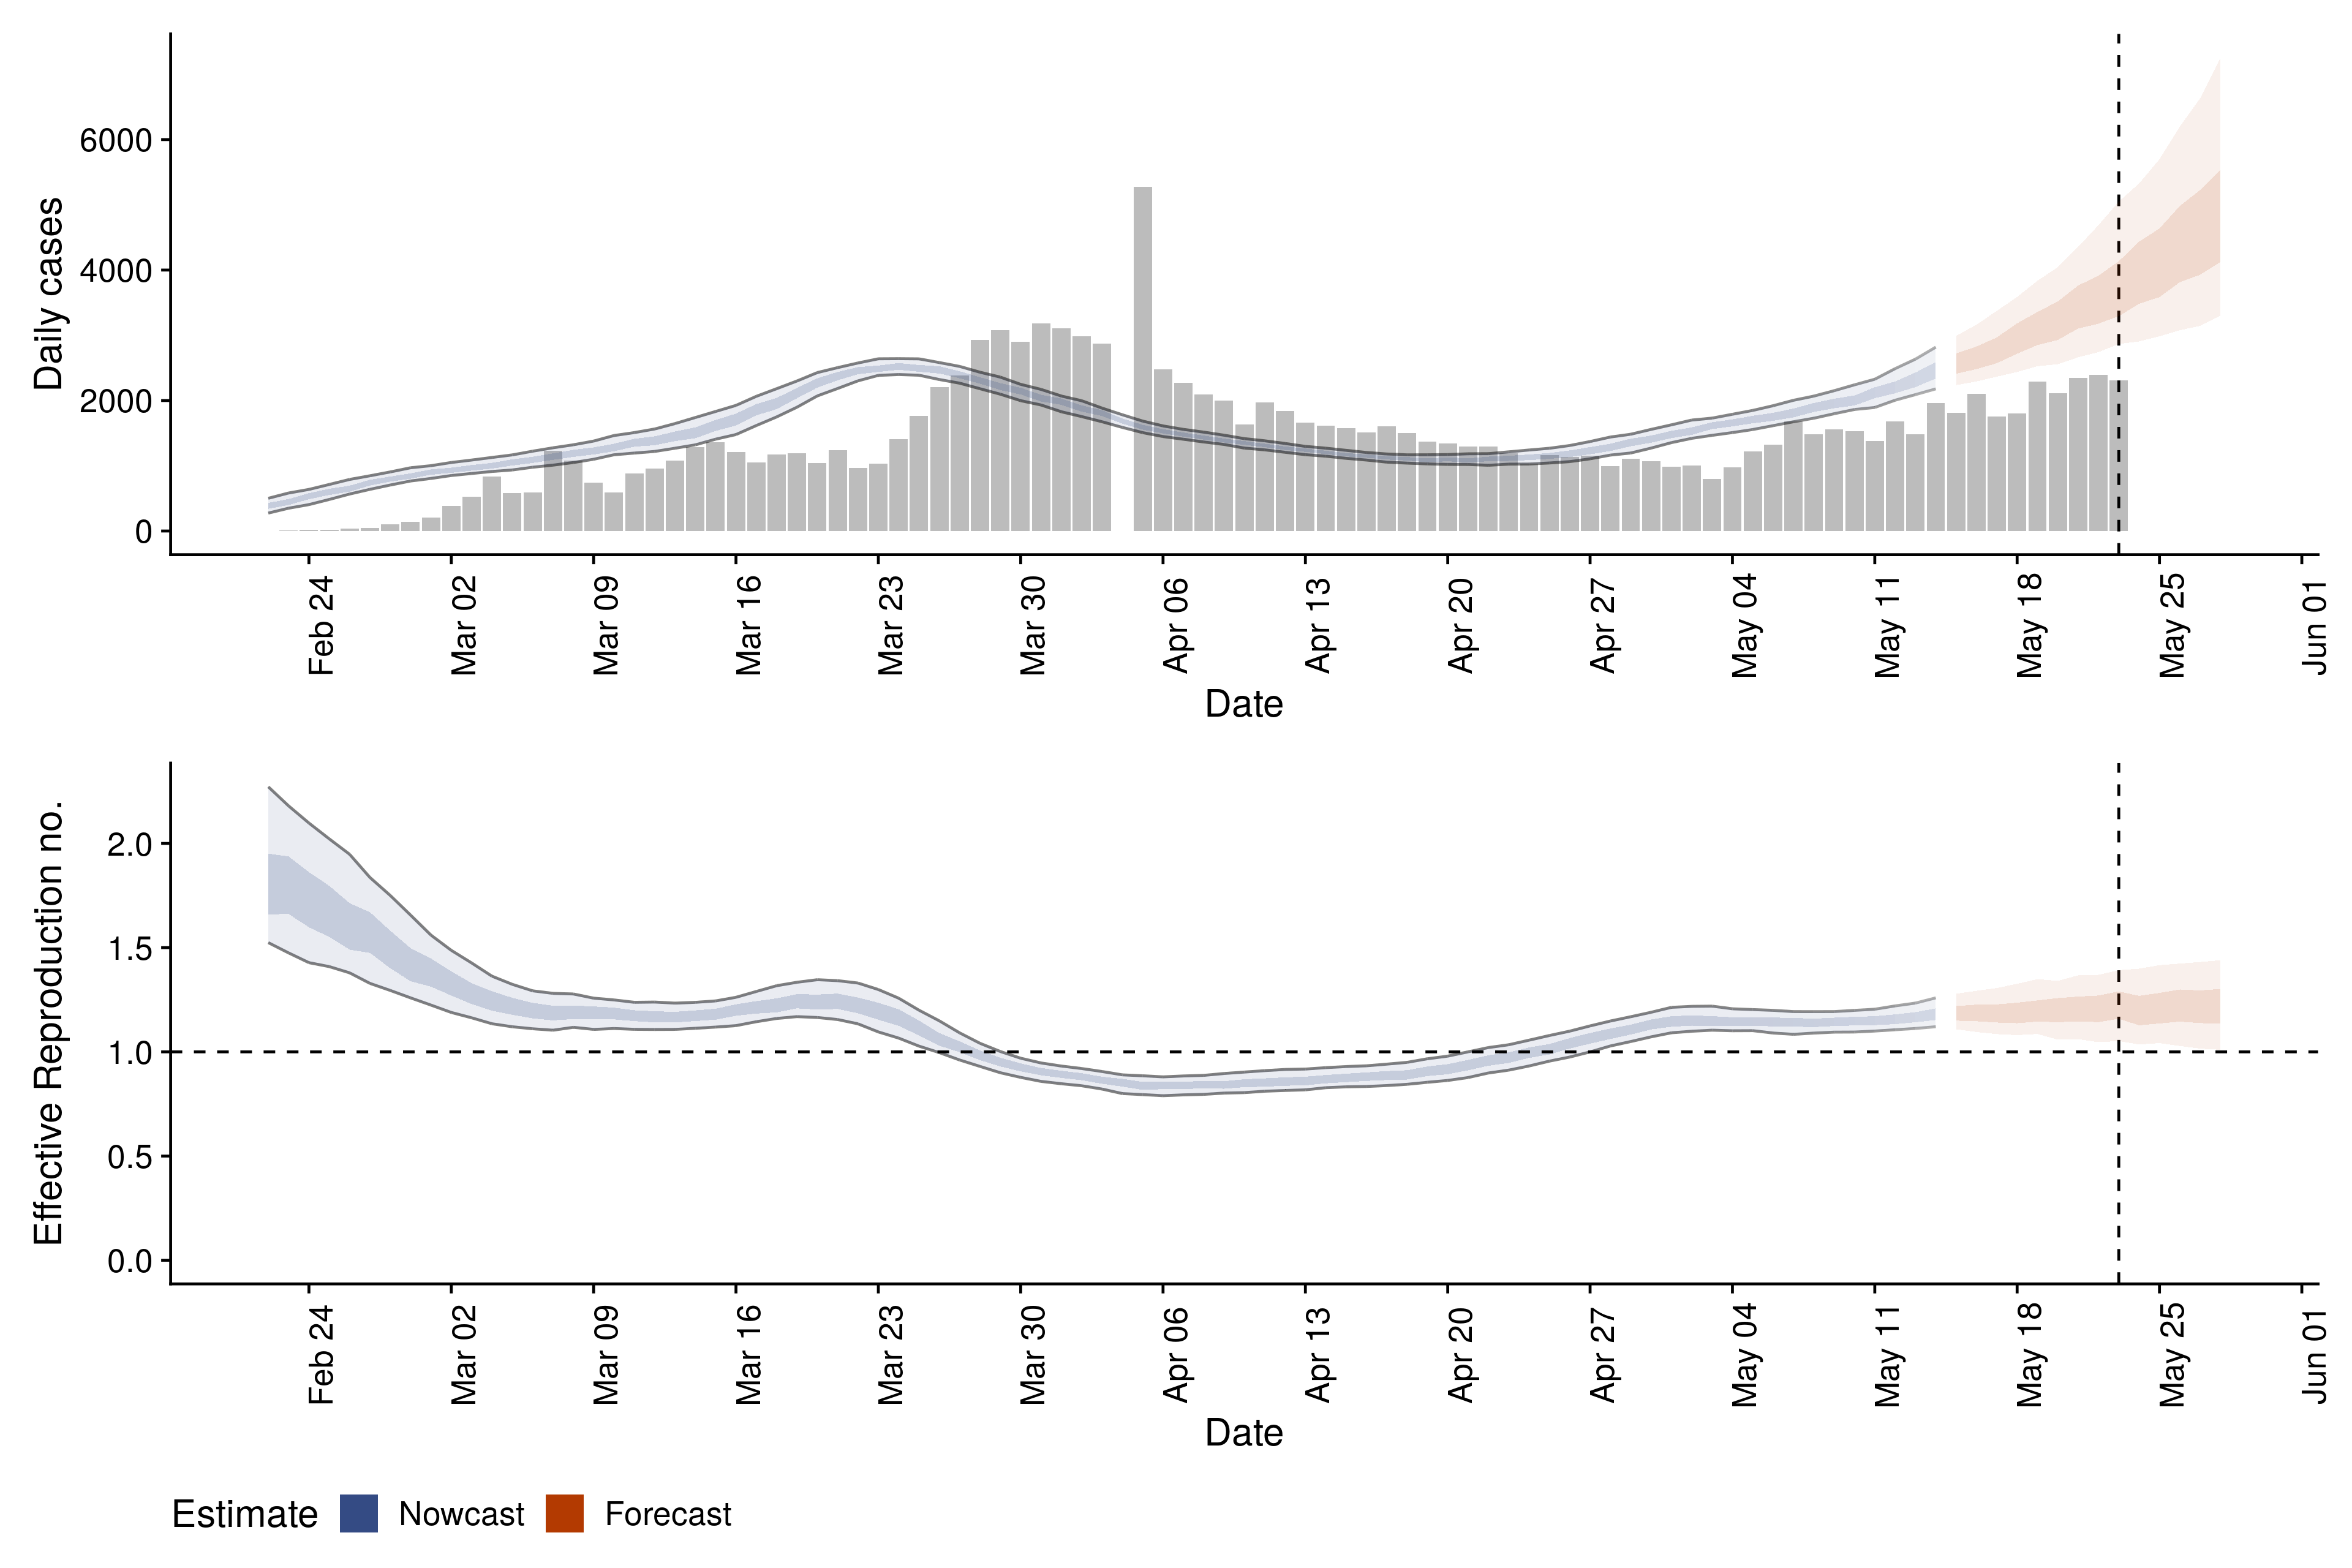 Daily cases
6000
4000
2000
0
Feb 24
Mar 02
Mar 09
Mar 16
Mar 23
Mar 30
Apr 06
Apr 13
Apr 20
Apr 27
May 04
May 11
May 18
May 25
Jun 01
Date
Effective Reproduction no.
2.0
1.5
1.0
0.5
0.0
Feb 24
Mar 02
Mar 09
Mar 16
Mar 23
Mar 30
Apr 06
Apr 13
Apr 20
Apr 27
May 04
May 11
May 18
May 25
Jun 01
Date
Estimate Nowcast Forecast